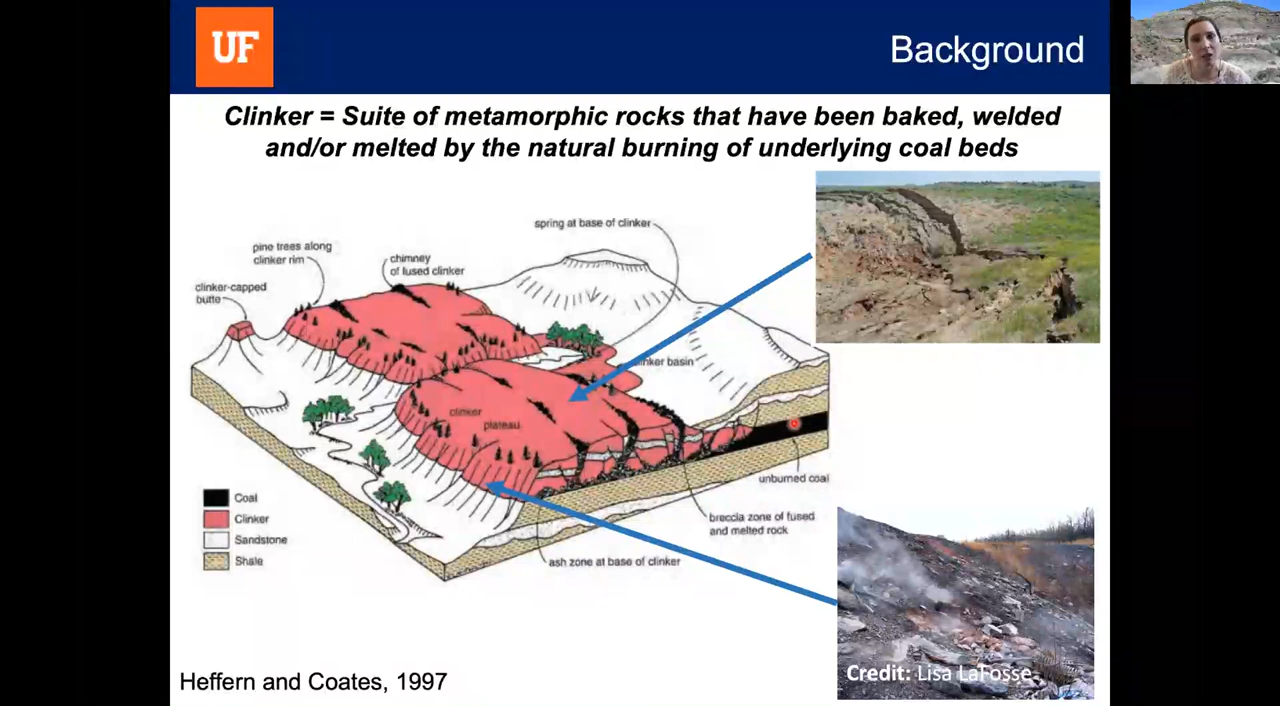 UF
Background
Clinker = Suite of metamorphic rocks that have been baked, welded
and/or melted by the natural burning of underlying coal beds
spring at base of clinker
pine trees along
clinker rim
chimney
of fused clinker
clinker-capped
butte
clinker
plateau
basin
unburned coal
breccia zone of fused
and melted rock
ash zone at base of clinker
Coal
Clinker
Sandstone
Shale
Credit: Lisa LaFosse
Heffern and Coates, 1997